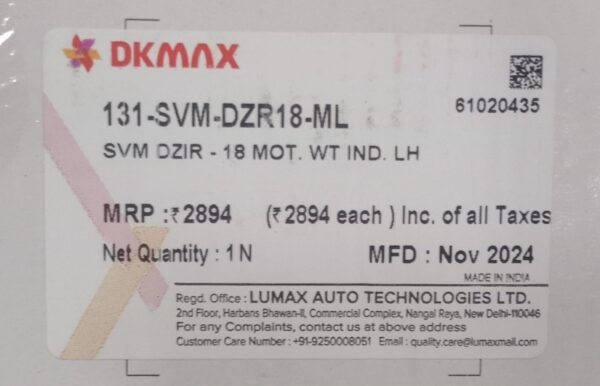 DKMAX
131-SVM-DZR18-ML
61020435
SVM DZIR - 18 MOT. WT IND. LH
MRP :₹2894 (₹2894 each ) Inc. of all Taxes
Net Quantity : 1 N MFD : Nov 2024
MADE IN INDIA
Regd. Office : LUMAX AUTO TECHNOLOGIES LTD.
2nd Floor, Harbans Bhawan-II, Commercial Complex, Nangal Raya, New Delhi-110046
For any Complaints, contact us at above address
Customer Care Number : +91-9250008051 Email : quality.care@lumaxmail.com